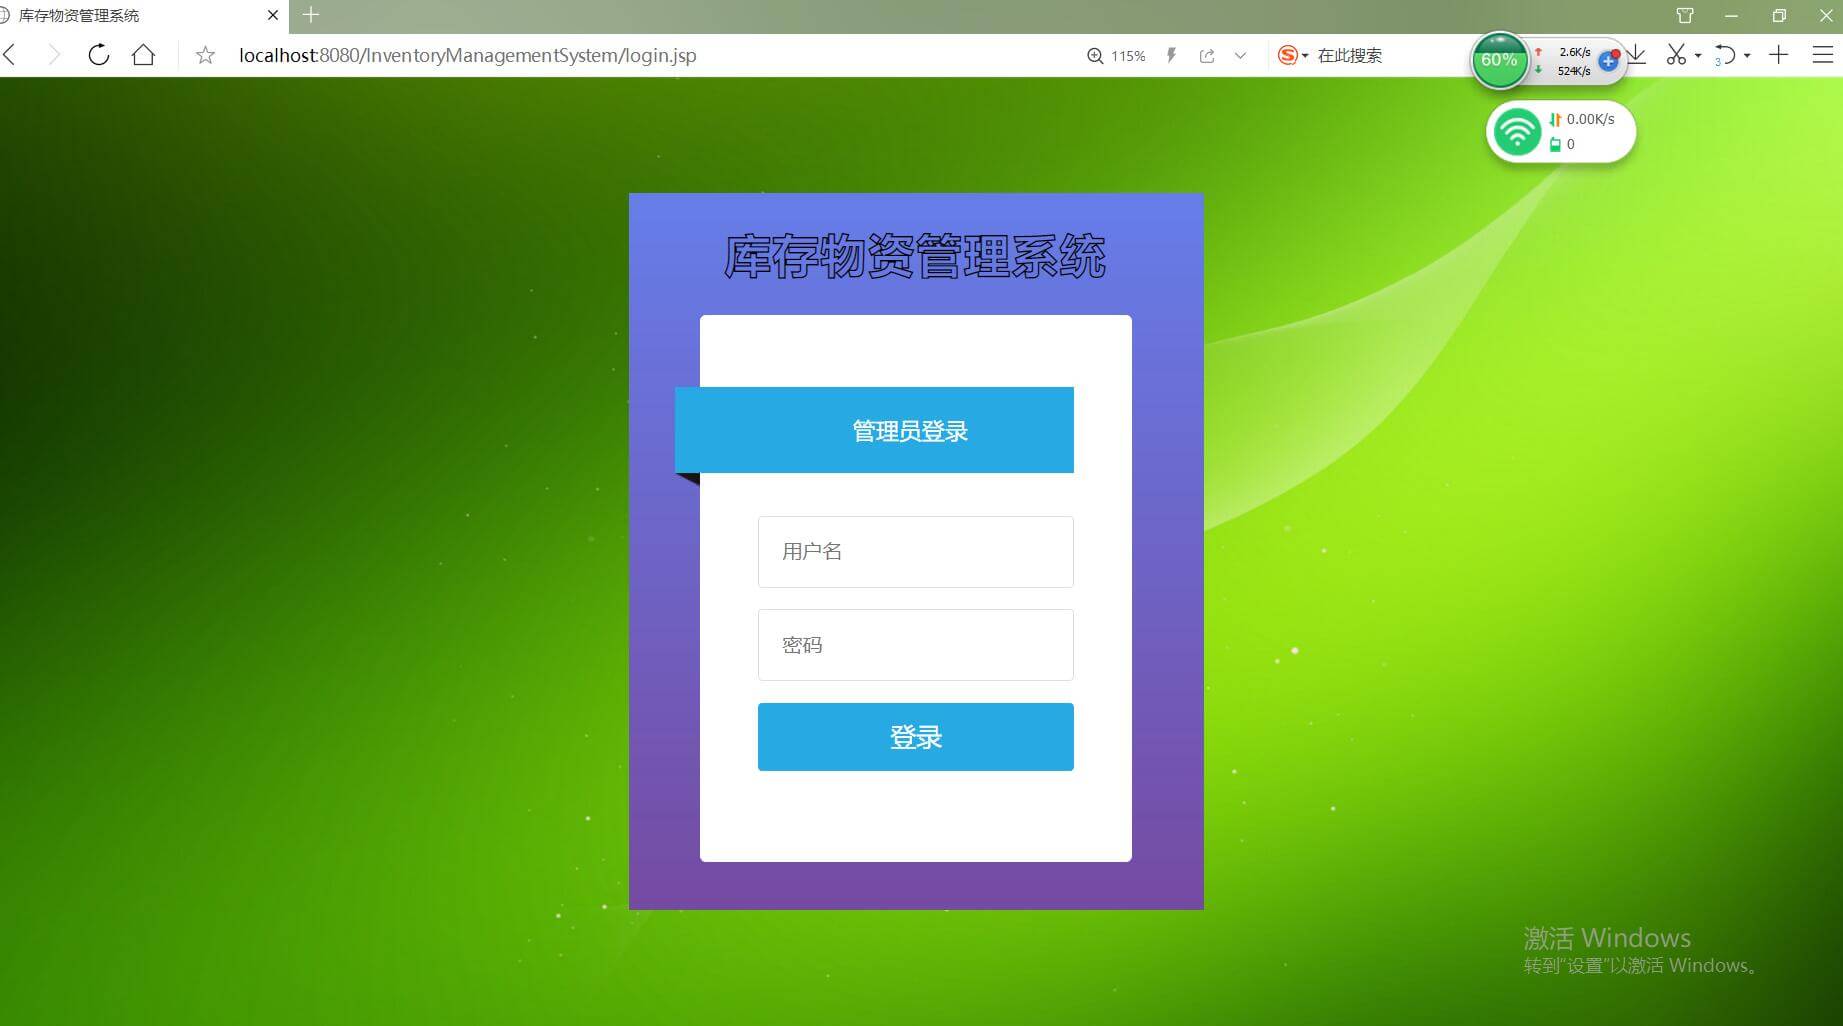 库存物资管理系统
localhost:8080/InventoryManagementSystem/login.jsp
115%
在此搜索
60%
2.6K/s
524K/s
3
0.00K/s
0
库存物资管理系统
管理员登录
用户名
密码
登录
激活 Windows
转到“设置”以激活 Windows。